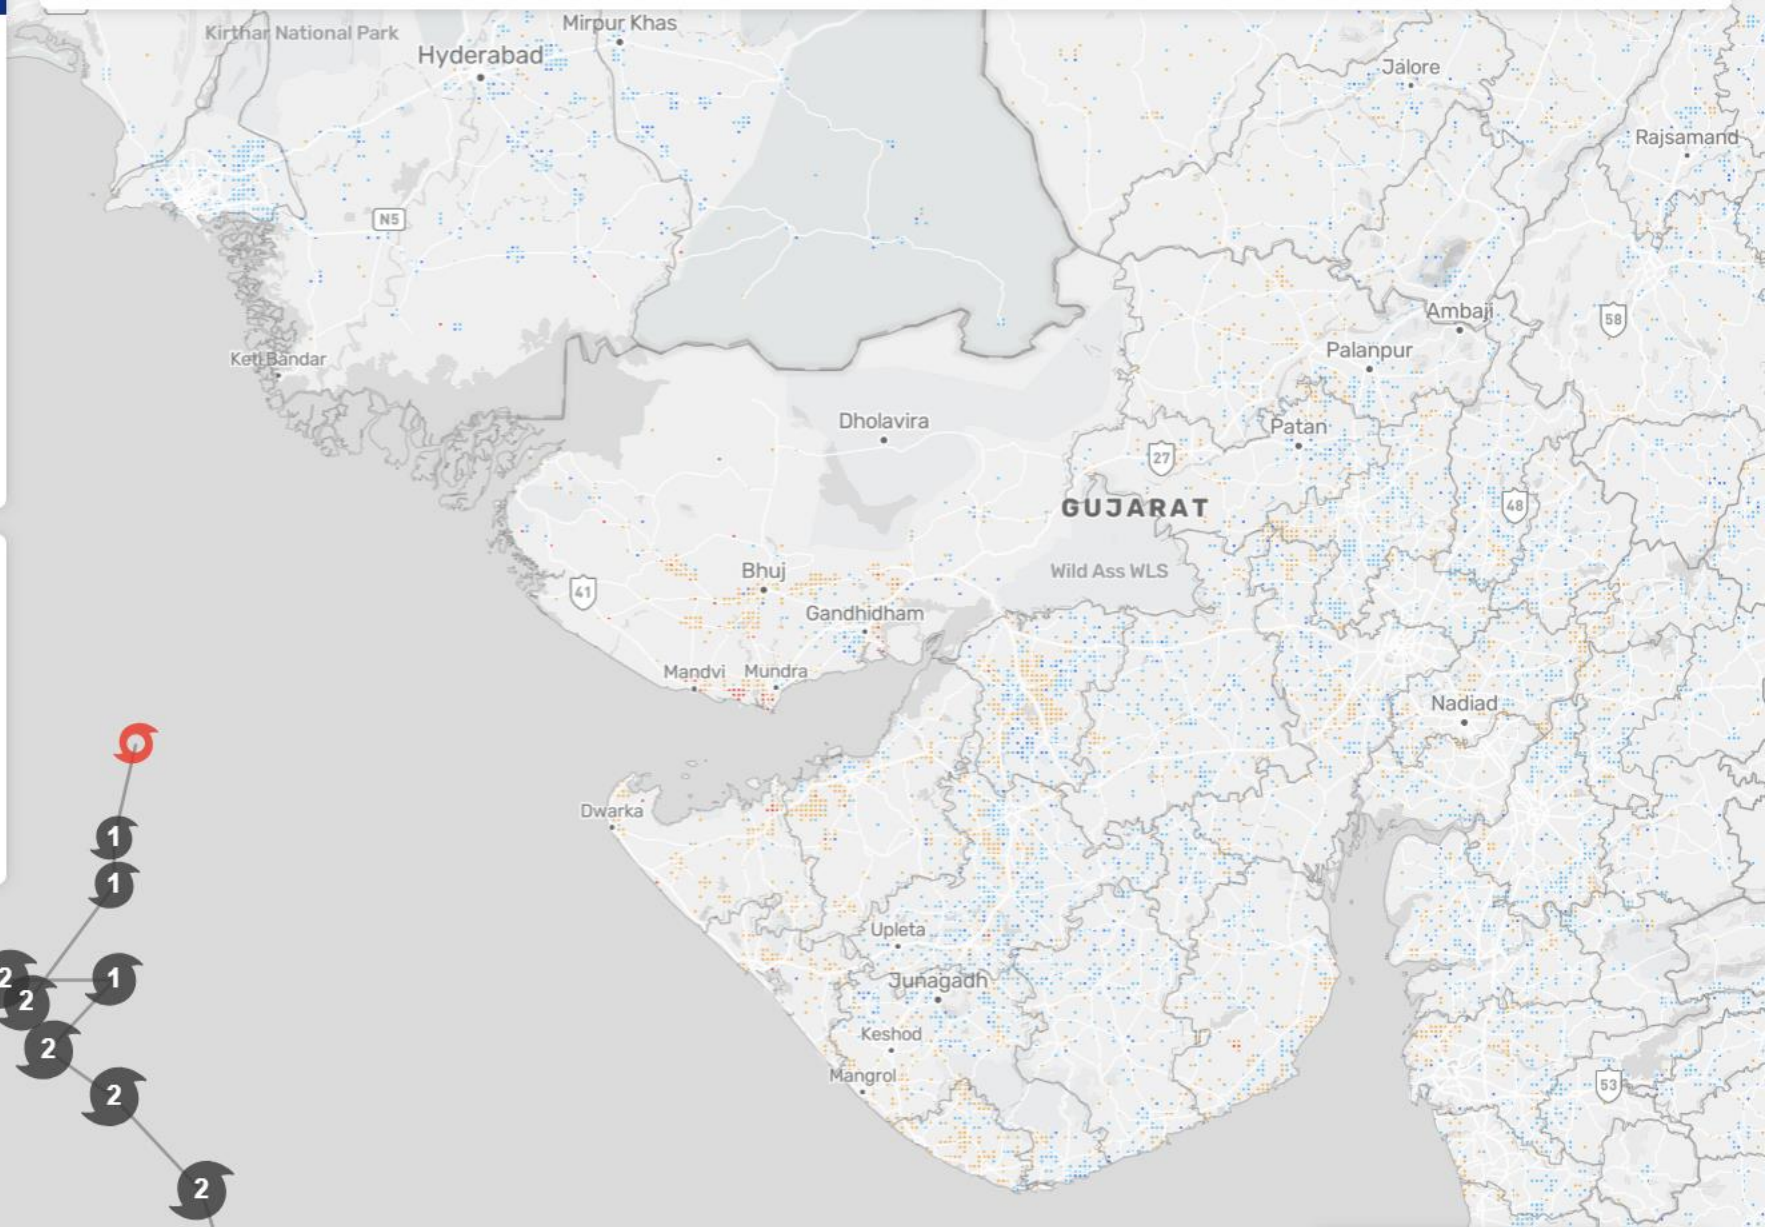 Kirthar National Park
Mirpur Khas
Hyderabad
Jalore
Rajsamand
N5
Ambaji
58
Palanpur
Keti Bandar
Dholavira
Patan
27
GUJARAT
48
Bhuj
Wild Ass WLS
41
Gandhidham
Mandvi
Mundra
Nadiad
Dwarka
1
1
Upleta
2
1
Junagadh
2
Keshod
2
Mangrol
53
2
2